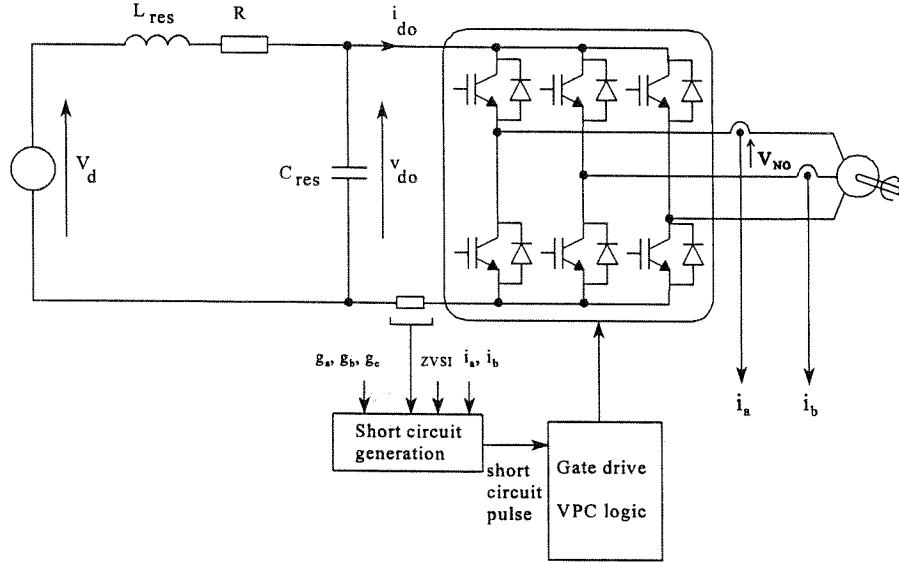 L res
R
i do
V d
C res
v do
V NO
g a, g b, g c
ZVSI
i a, i b
i a
i b
Short circuit
generation
short
circuit
pulse
Gate drive
VPC logic